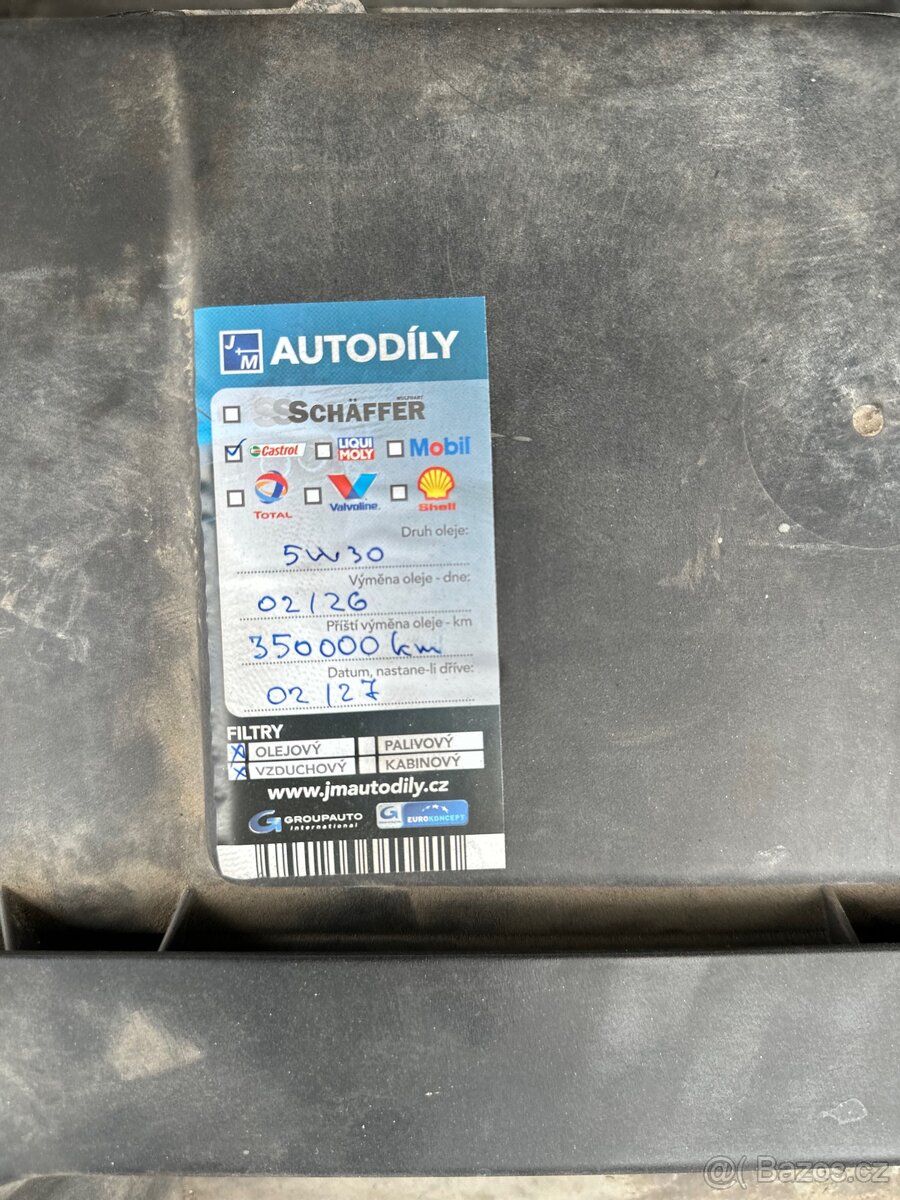 J+M AUTODÍLY
WOLFGART
SCHÄFFER
Castrol LIQUI MOLY Mobil
TOTAL Valvoline. Shell
Druh oleje:
5W30
Výměna oleje - dne:
02/26
Příští výměna oleje - km
350000 km
Datum, nastane-li dříve:
02/27
FILTRY
OLEJOVÝ PALIVOVÝ
VZDUCHOVÝ KABINOVÝ
www.jmautodily.cz
G GROUPAUTO International G EUROKONCEPT
@( Bazos.cz